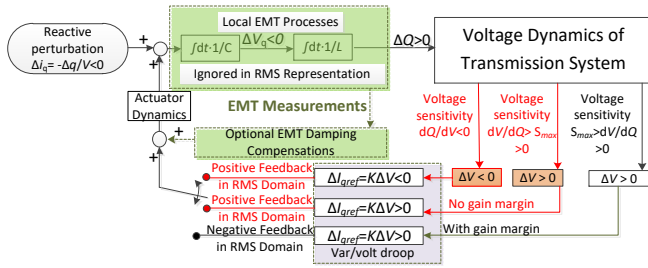 Reactive
perturbation
Δiq= -Δq/V<0
+
+
Local EMT Processes
∫dt·1/C
ΔVq<0
∫dt·1/L
Ignored in RMS Representation
ΔQ>0
Voltage Dynamics of
Transmission System
Actuator
Dynamics
EMT Measurements
+
+
Optional EMT Damping
Compensations
Voltage
sensitivity
dQ/dV<0
Voltage
sensitivity
dV/dQ> Smax
>0
Voltage
sensitivity
Smax>dV/dQ
>0
Positive Feedback
in RMS Domain
ΔIqref=KΔV<0
ΔV < 0
ΔV > 0
ΔV > 0
Positive Feedback
in RMS Domain
ΔIqref=KΔV>0
No gain margin
Negative Feedback
in RMS Domain
ΔIqref=KΔV>0
With gain margin
Var/volt droop